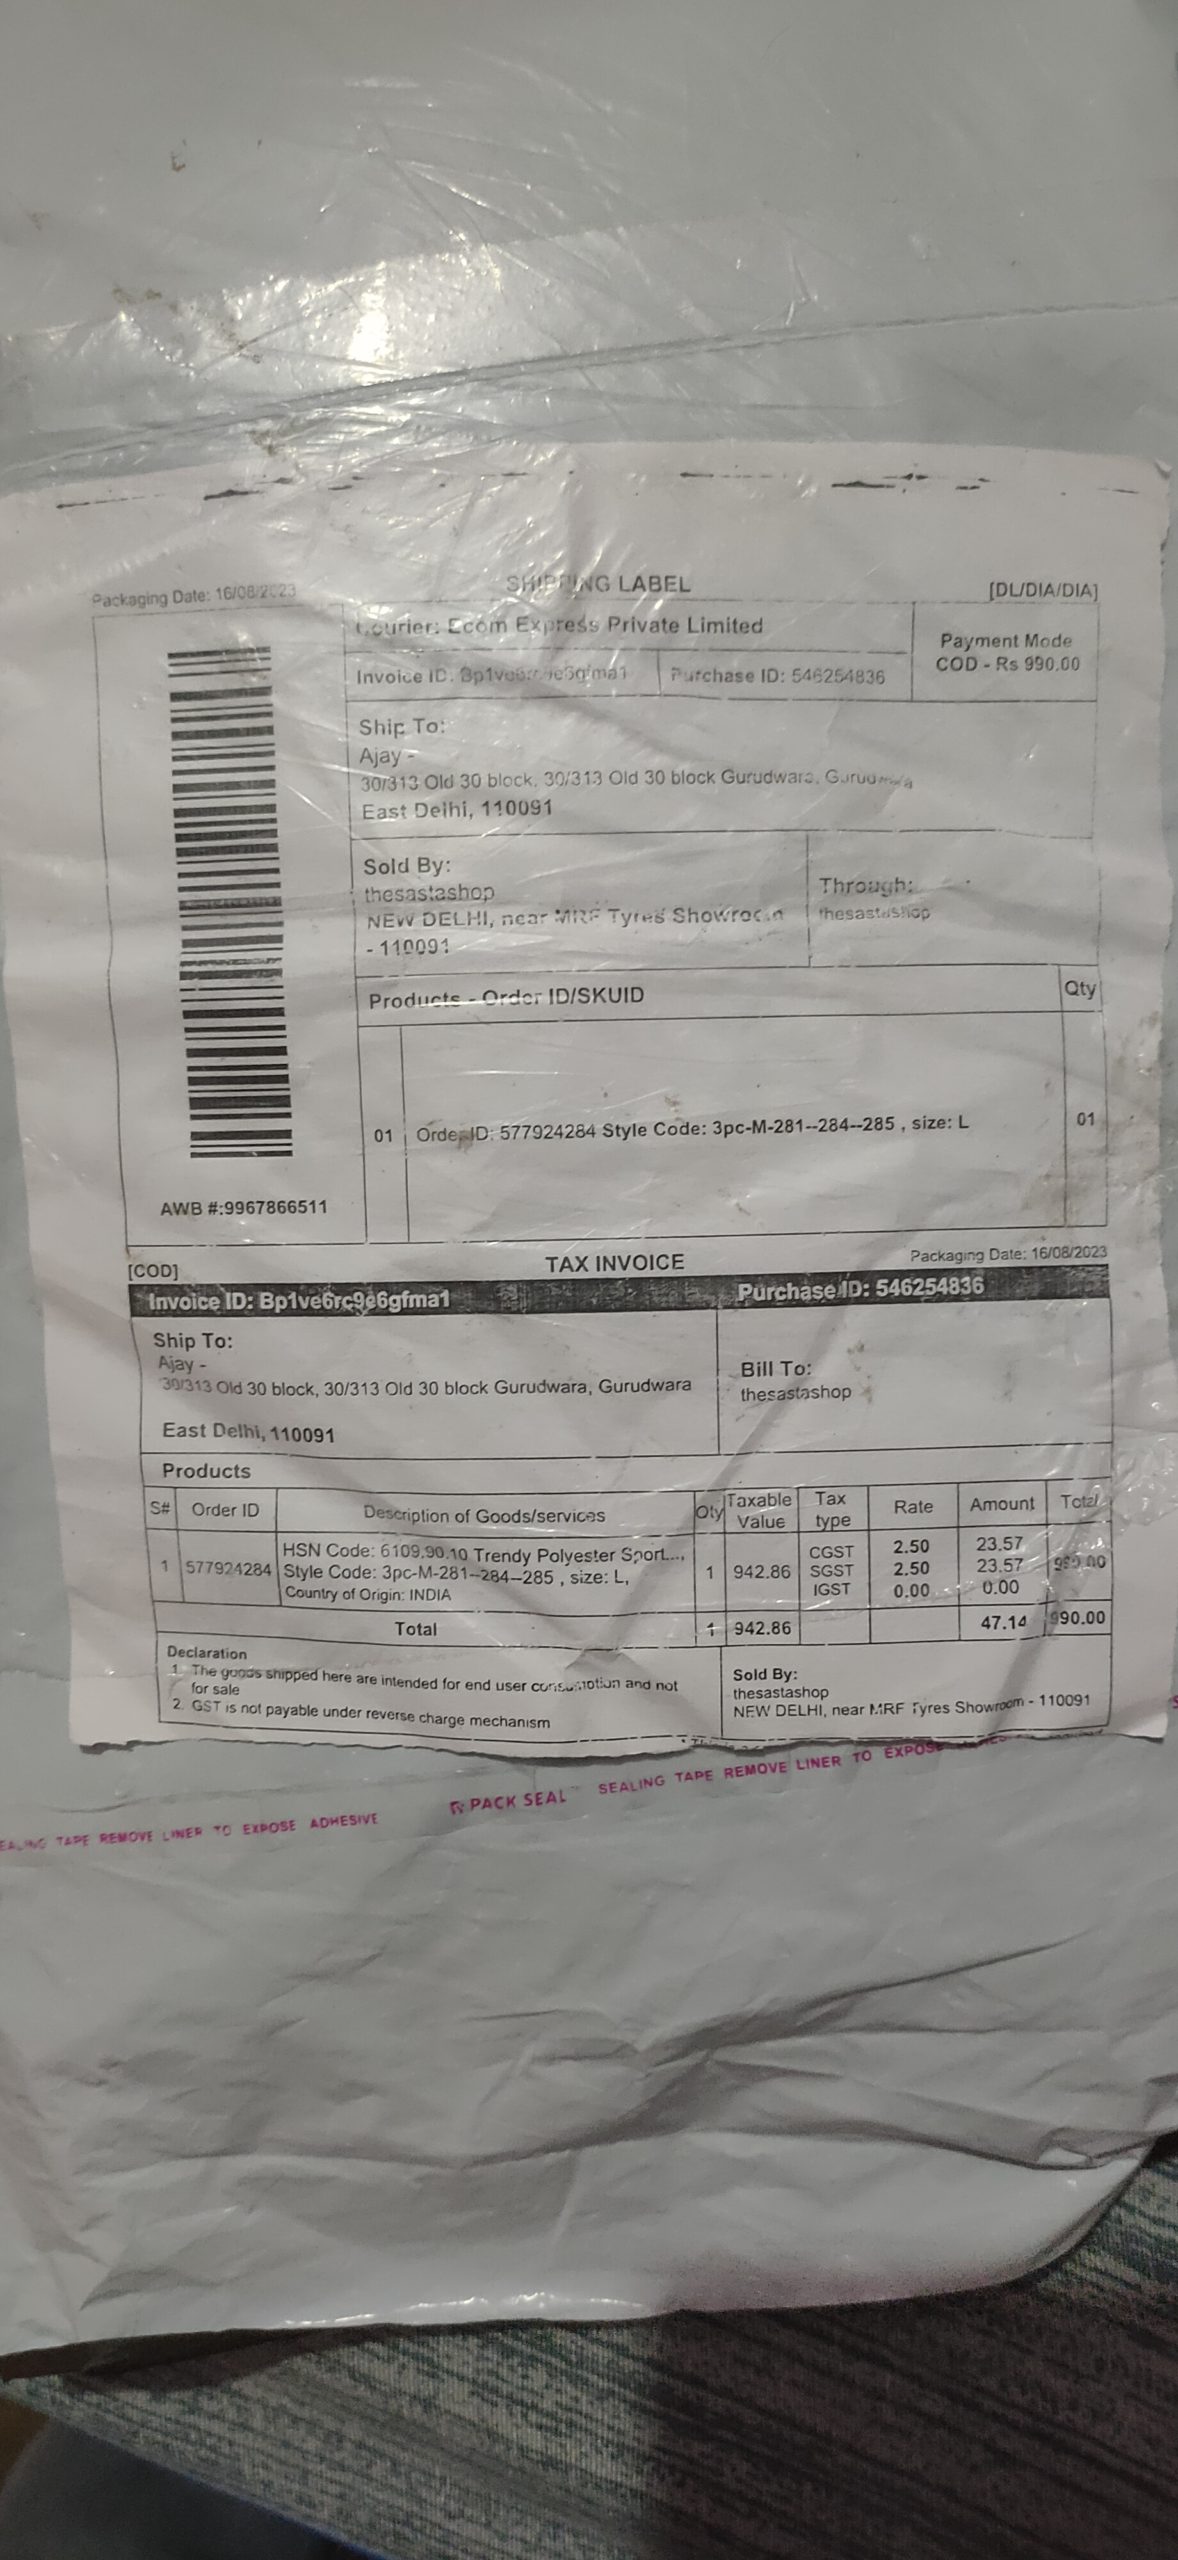 Packaging Date: 16/08/2023
SHIPPING LABEL
[DL/DIA/DIA]
Courier: Ecom Express Private Limited
Payment Mode
COD - Rs 990.00
Invoice ID: Bp1ve6rc9e6gfma1
Purchase ID: 546254836
Ship To:
Ajay -
30/313 Old 30 block, 30/313 Old 30 block Gurudwara, Gurudwara
East Delhi, 110091
Sold By:
thesastashop
NEW DELHI, near MRF Tyres Showroom
- 110091
Through:
thesastashop
Products - Order ID/SKUID
Qty
01 Order ID: 577924284 Style Code: 3pc-M-281--284--285 , size: L 01
AWB #:9967866511
[COD]
TAX INVOICE
Packaging Date: 16/08/2023
Invoice ID: Bp1ve6rc9e6gfma1
Purchase ID: 546254836
Ship To:
Ajay -
30/313 Old 30 block, 30/313 Old 30 block Gurudwara, Gurudwara
East Delhi, 110091
Bill To:
thesastashop
Products
S# Order ID Description of Goods/services Qty Taxable Value Tax type Rate Amount Total
HSN Code: 6109.90.10 Trendy Polyester Sport...,
1 577924284 Style Code: 3pc-M-281--284--285 , size: L,
Country of Origin: INDIA
1 942.86
CGST 2.50 23.57
SGST 2.50 23.57 990.00
IGST 0.00 0.00
Total 1 942.86 47.14 990.00
Declaration
1. The goods shipped here are intended for end user consumption and not
for sale
2. GST is not payable under reverse charge mechanism
Sold By:
thesastashop
NEW DELHI, near MRF Tyres Showroom - 110091
SEALING TAPE REMOVE LINER TO EXPOSE ADHESIVE
PACK SEAL
SEALING TAPE REMOVE LINER TO EXPOSE